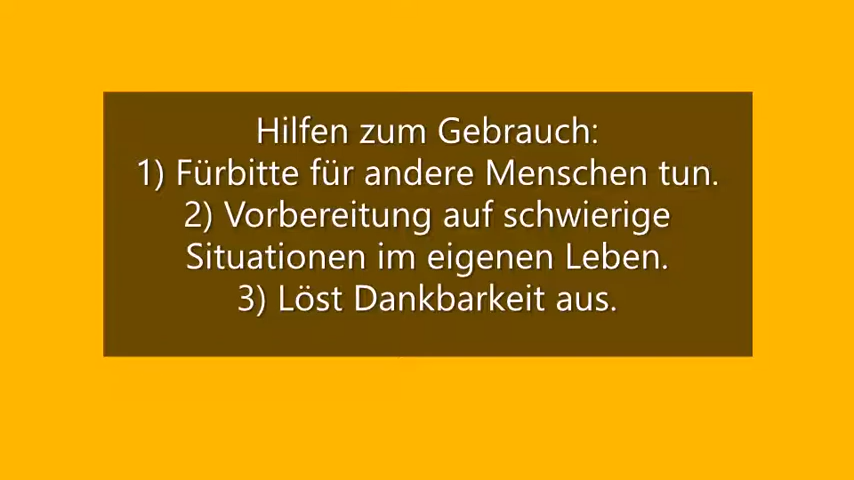 Hilfen zum Gebrauch:
1) Fürbitte für andere Menschen tun.
2) Vorbereitung auf schwierige
Situationen im eigenen Leben.
3) Löst Dankbarkeit aus.